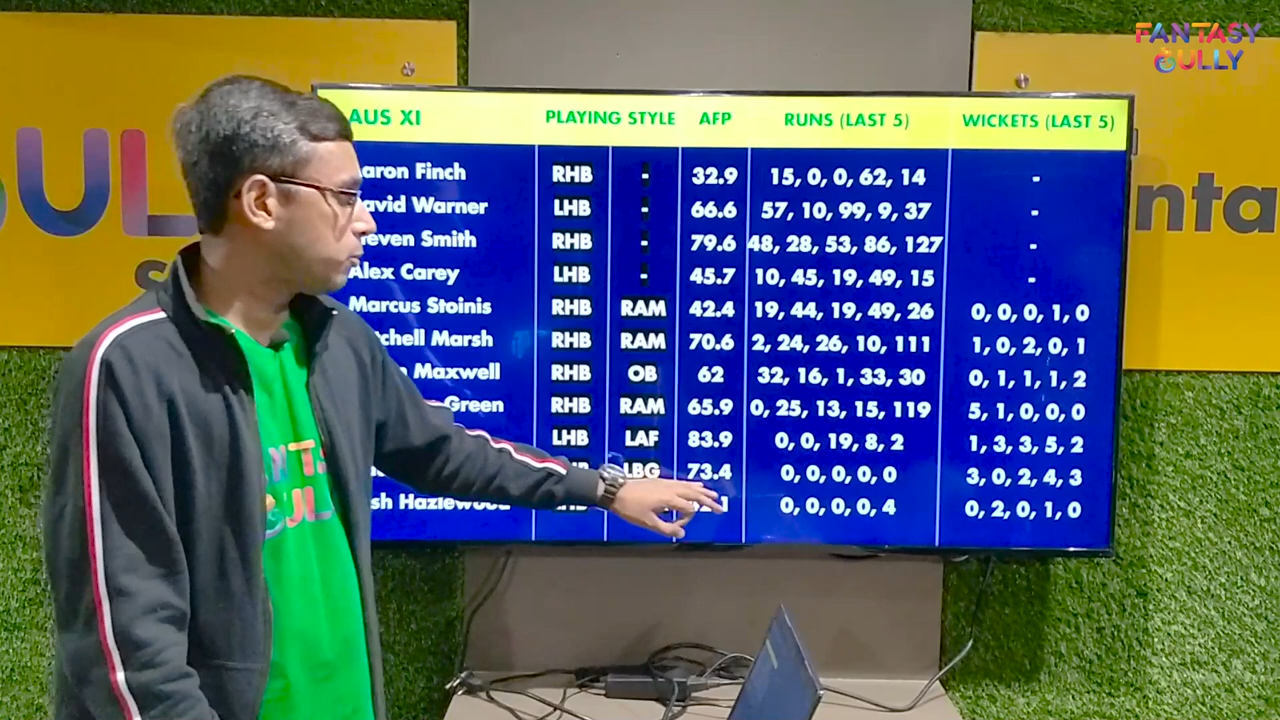 FANTASY
GULLY
UL
nta
AUS XI PLAYING STYLE AFP RUNS (LAST 5) WICKETS (LAST 5)
aron Finch RHB - 32.9 15, 0, 0, 62, 14 -
avid Warner LHB - 66.6 57, 10, 99, 9, 37 -
even Smith RHB - 79.6 48, 28, 53, 86, 127 -
Alex Carey LHB - 45.7 10, 45, 19, 49, 15 -
Marcus Stoinis RHB RAM 42.4 19, 44, 19, 49, 26 0, 0, 0, 1, 0
tchell Marsh RHB RAM 70.6 2, 24, 26, 10, 111 1, 0, 2, 0, 1
Maxwell RHB OB 62 32, 16, 1, 33, 30 0, 1, 1, 1, 2
Green RHB RAM 65.9 0, 25, 13, 15, 119 5, 1, 0, 0, 0
LHB LAF 83.9 0, 0, 19, 8, 2 1, 3, 3, 5, 2
LBG 73.4 0, 0, 0, 0, 0 3, 0, 2, 4, 3
sh Hazlewood 0, 0, 0, 0, 4 0, 2, 0, 1, 0